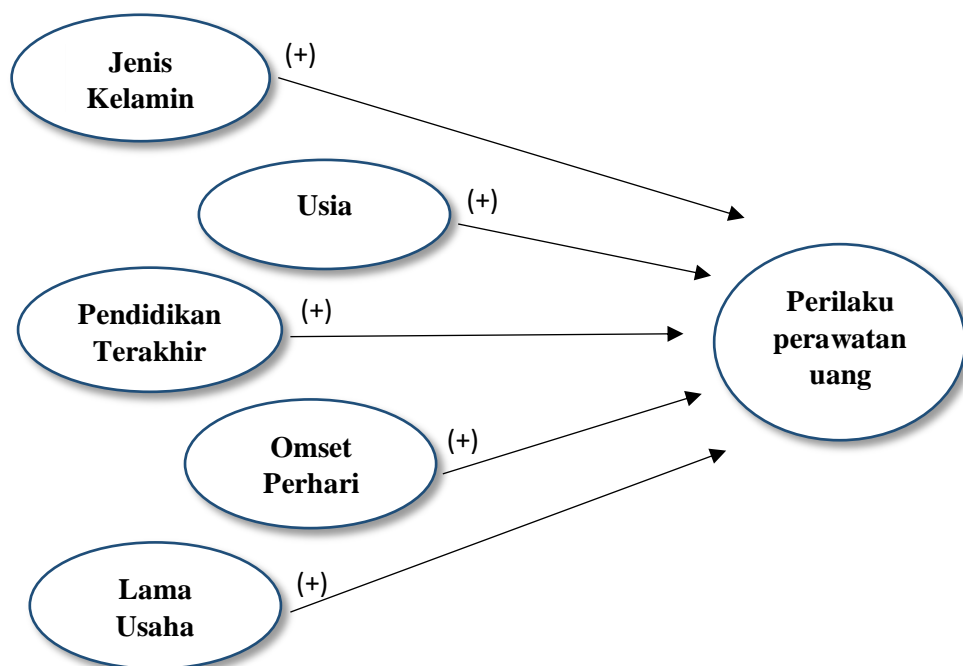 Jenis
Kelamin
(+)
Usia
(+)
Pendidikan
Terakhir
(+)
Perilaku
perawatan
uang
Omset
Perhari
(+)
Lama
Usaha
(+)